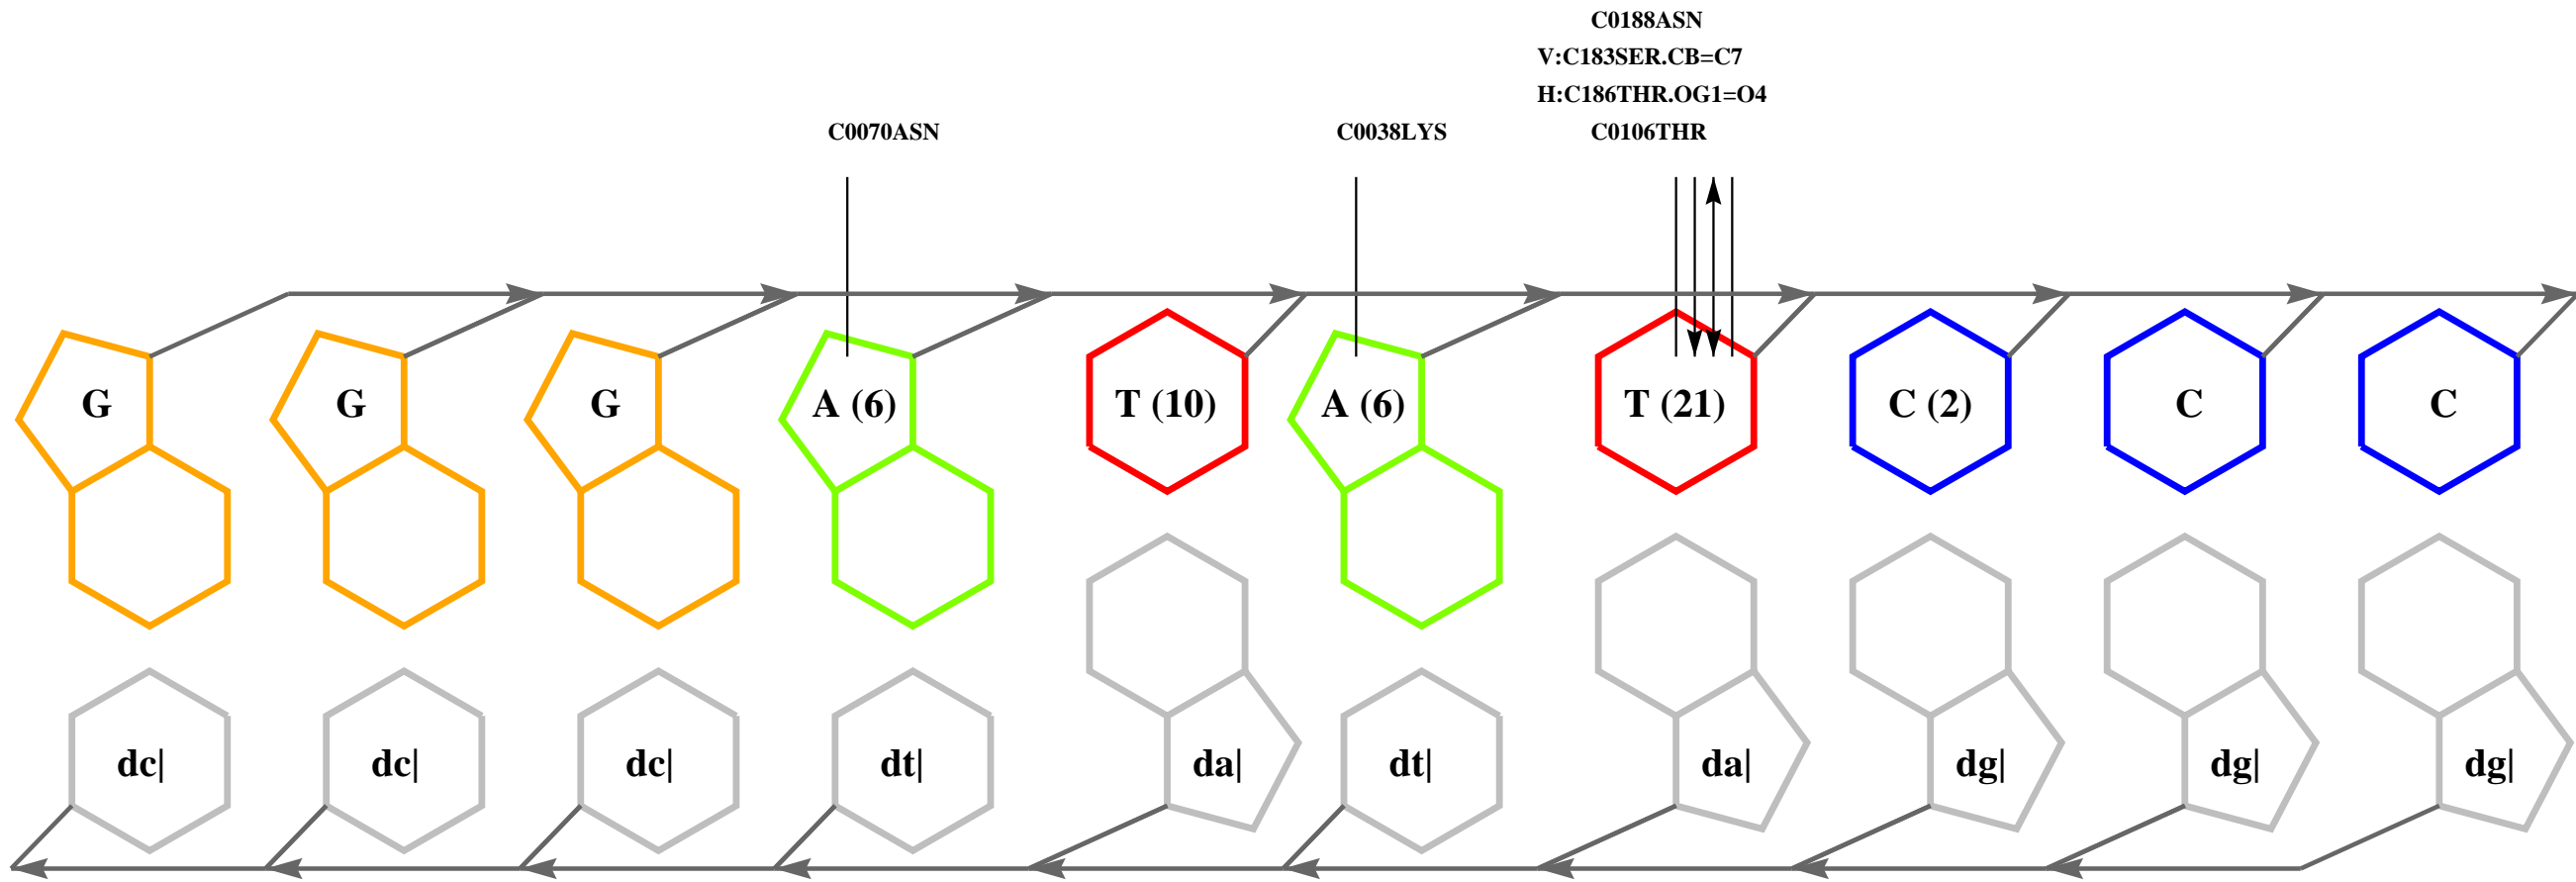 C0188ASN
V:C183SER.CB=C7
H:C186THR.OG1=O4
C0070ASN C0038LYS C0106THR
G G G A (6) T (10) A (6) T (21) C (2) C C
dc| dc| dc| dt| da| dt| da| dg| dg| dg|